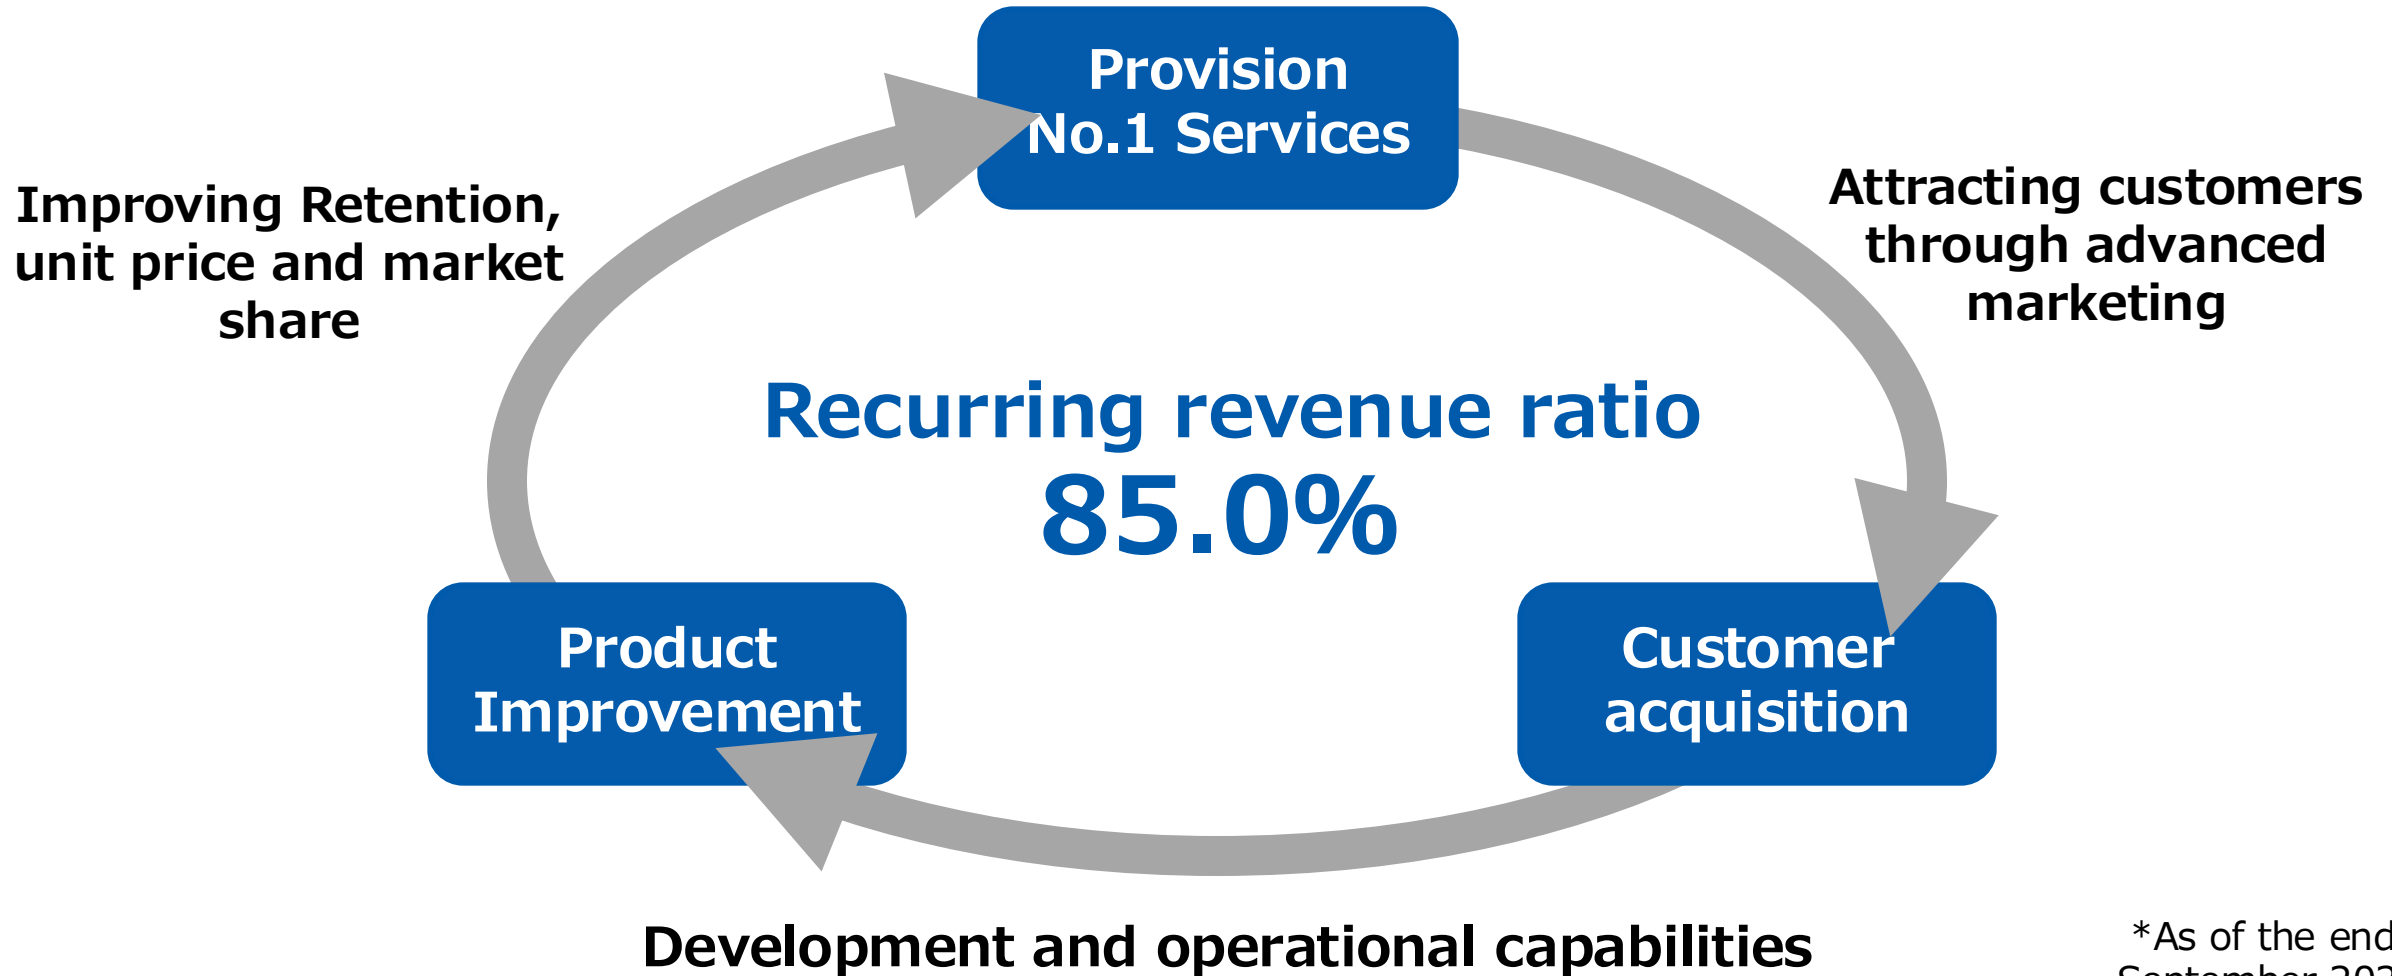 Provision
No.1 Services
Improving Retention,
unit price and market
share
Attracting customers
through advanced
marketing
Recurring revenue ratio
85.0%
Product
Improvement
Customer
acquisition
Development and operational capabilities
*As of the end
September